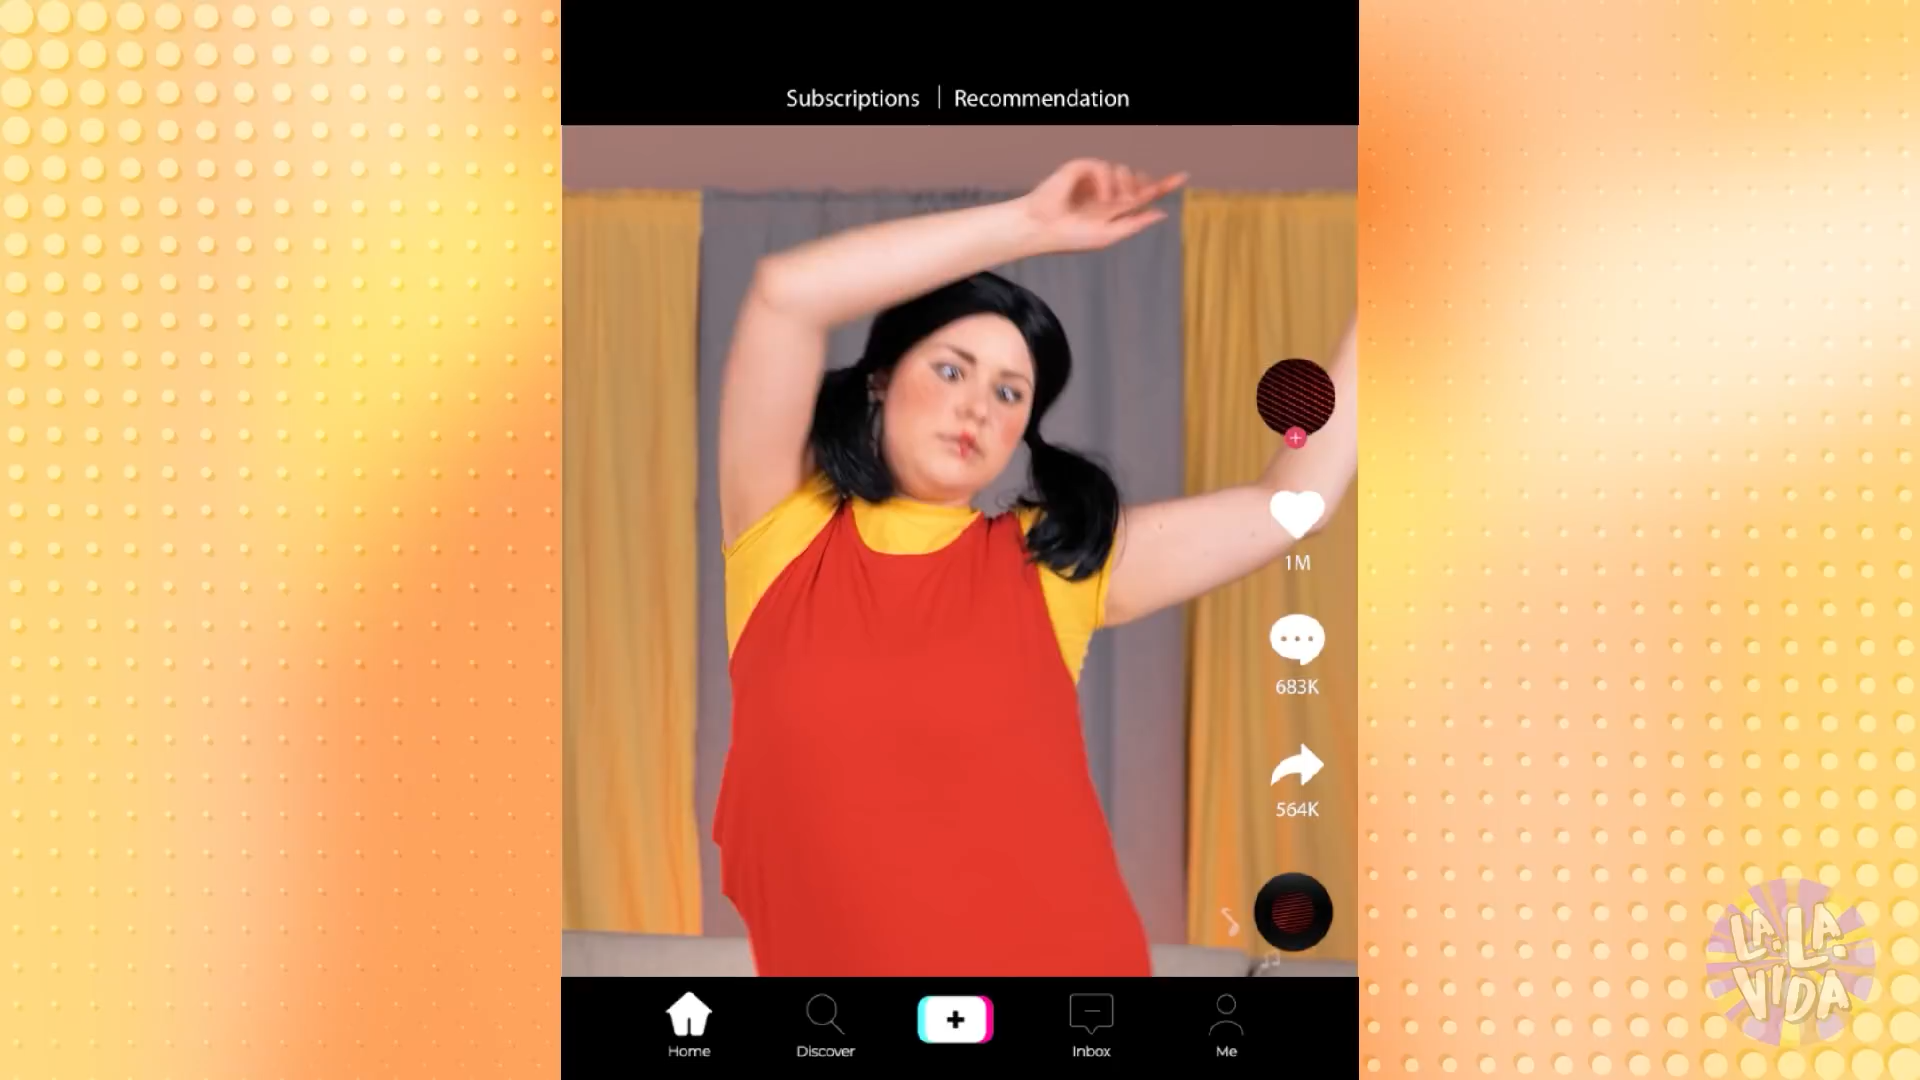 Subscriptions | Recommendation
1M
683K
564K
LA.LA.
VIDA
Home
Discover
Inbox
Me